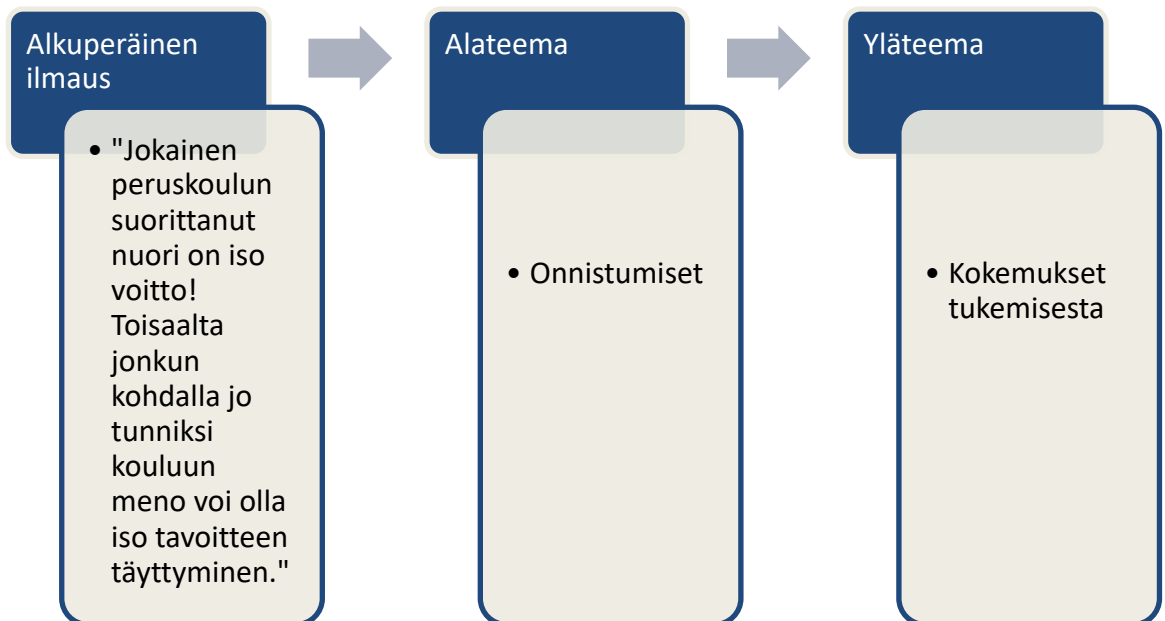 Alkuperäinen
ilmaus
• "Jokainen
peruskoulun
suorittanut
nuori on iso
voitto!
Toisaalta
jonkun
kohdalla jo
tunniksi
kouluun
meno voi olla
iso tavoitteen
täyttyminen."
Alateema
• Onnistumiset
Yläteema
• Kokemukset
tukemisesta